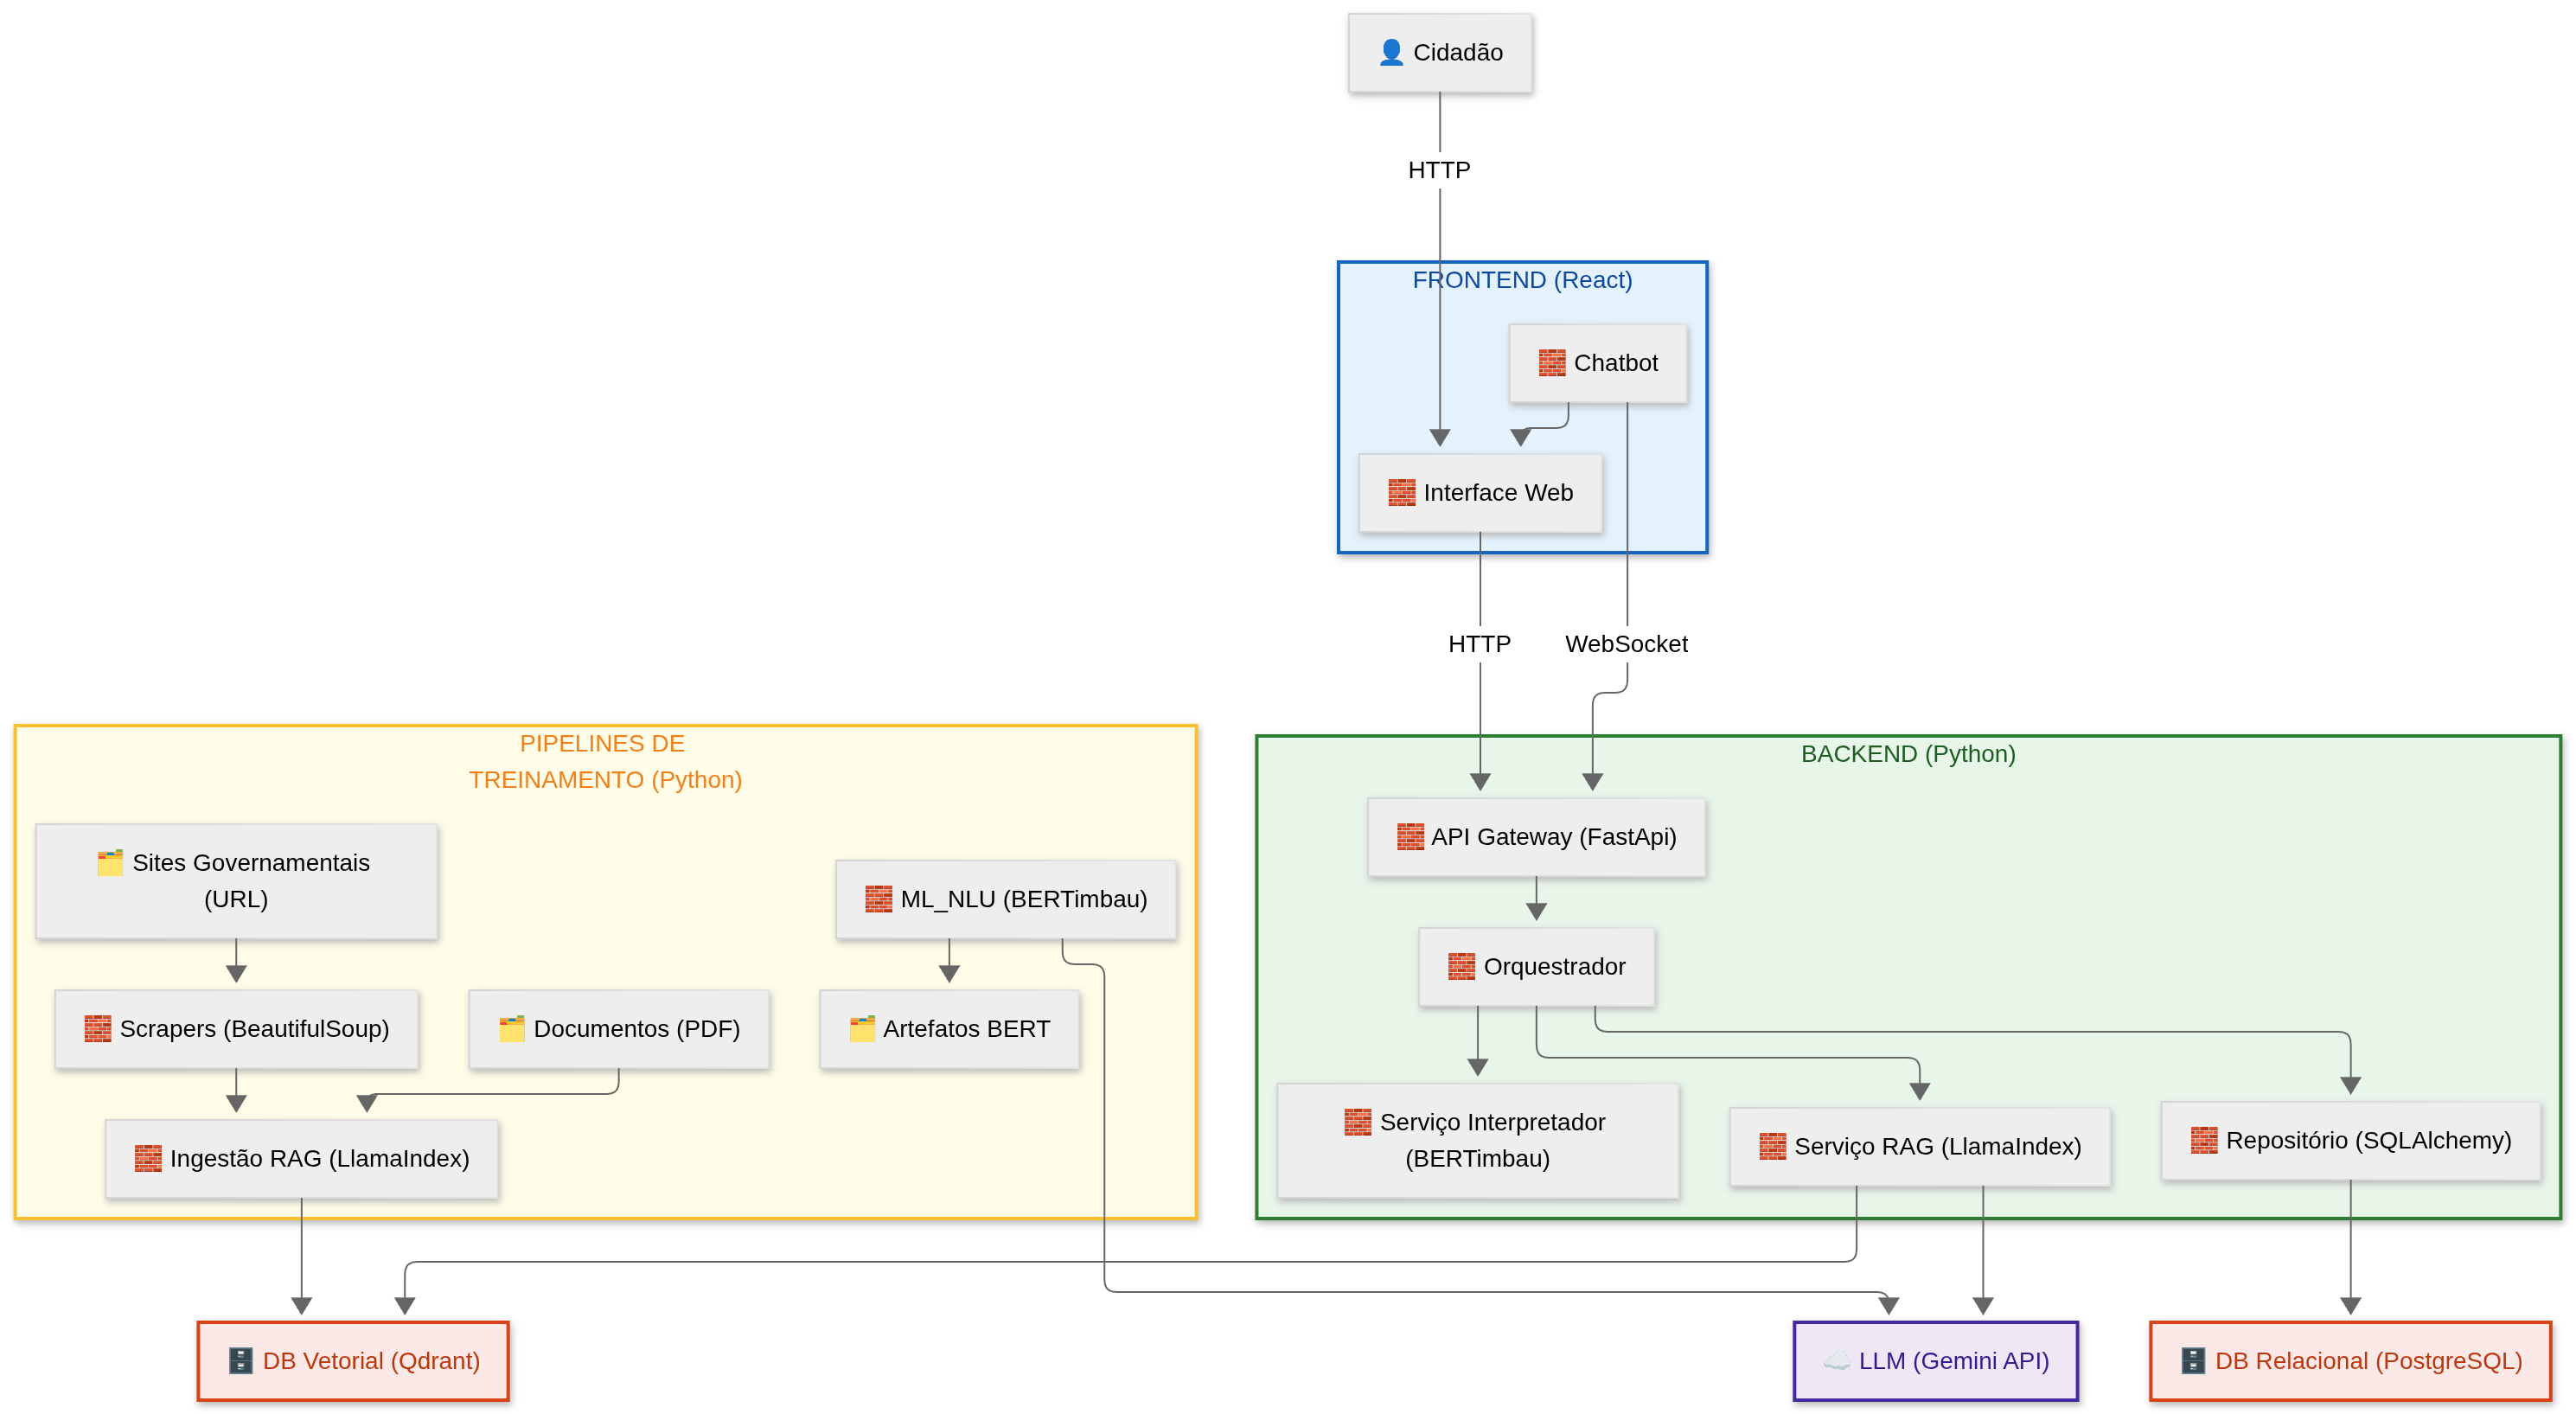 Cidadão
HTTP
FRONTEND (React)
Chatbot
Interface Web
HTTP
WebSocket
PIPELINES DE
TREINAMENTO (Python)
Sites Governamentais
(URL)
ML_NLU (BERTimbau)
Scrapers (BeautifulSoup)
Documentos (PDF)
Artefatos BERT
Ingestão RAG (LlamaIndex)
BACKEND (Python)
API Gateway (FastApi)
Orquestrador
Serviço Interpretador
(BERTimbau)
Serviço RAG (LlamaIndex)
Repositório (SQLAlchemy)
DB Vetorial (Qdrant)
LLM (Gemini API)
DB Relacional (PostgreSQL)